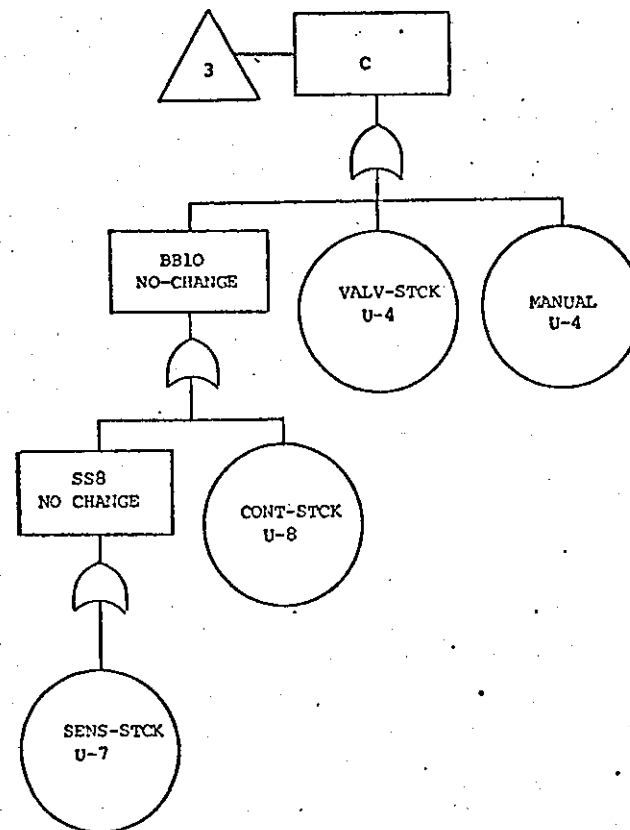 3
C
BB10
NO-CHANGE
VALV-STCK
U-4
MANUAL
U-4
SS8
NO CHANGE
CONT-STCK
U-8
SENS-STCK
U-7